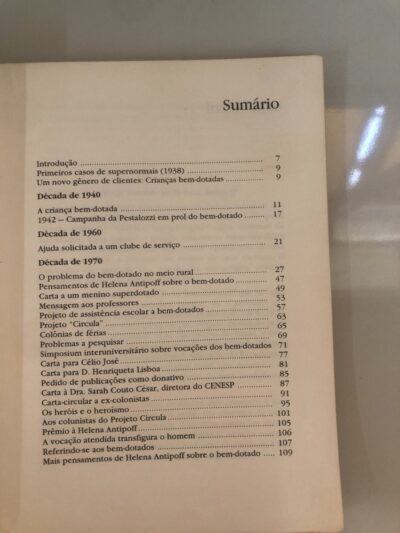 Sumário
Introdução ........ 7
Primeiros casos de supernormais (1938) ........ 9
Um novo gênero de clientes: Crianças bem-dotadas ........ 9
Década de 1940
A criança bem-dotada ........ 11
1942 — Campanha da Pestalozzi em prol do bem-dotado ........ 17
Década de 1960
Ajuda solicitada a um clube de serviço ........ 21
Década de 1970
O problema do bem-dotado no meio rural ........ 27
Pensamentos de Helena Antipoff sobre o bem-dotado ........ 47
Carta a um menino superdotado ........ 49
Mensagem aos professores ........ 53
Projeto de assistência escolar a bem-dotados ........ 57
Projeto "Circula" ........ 63
Colônias de férias ........ 65
Problemas a pesquisar ........ 69
Simposium interuniversitário sobre vocações dos bem-dotados 71
Carta para Célio José ........ 77
Carta para D. Henriqueta Lisboa ........ 81
Pedido de publicações como donativo ........ 85
Carta à Dra. Sarah Couto César, diretora do CENESP ........ 87
Carta-circular a ex-colonistas ........ 91
Os heróis e o heroísmo ........ 95
Aos colunistas do Projeto Circula ........ 101
Prêmio à Helena Antipoff ........ 105
A vocação atendida transfigura o homem ........ 106
Referindo-se aos bem-dotados ........ 107
Mais pensamentos de Helena Antipoff sobre o bem-dotado ........ 109